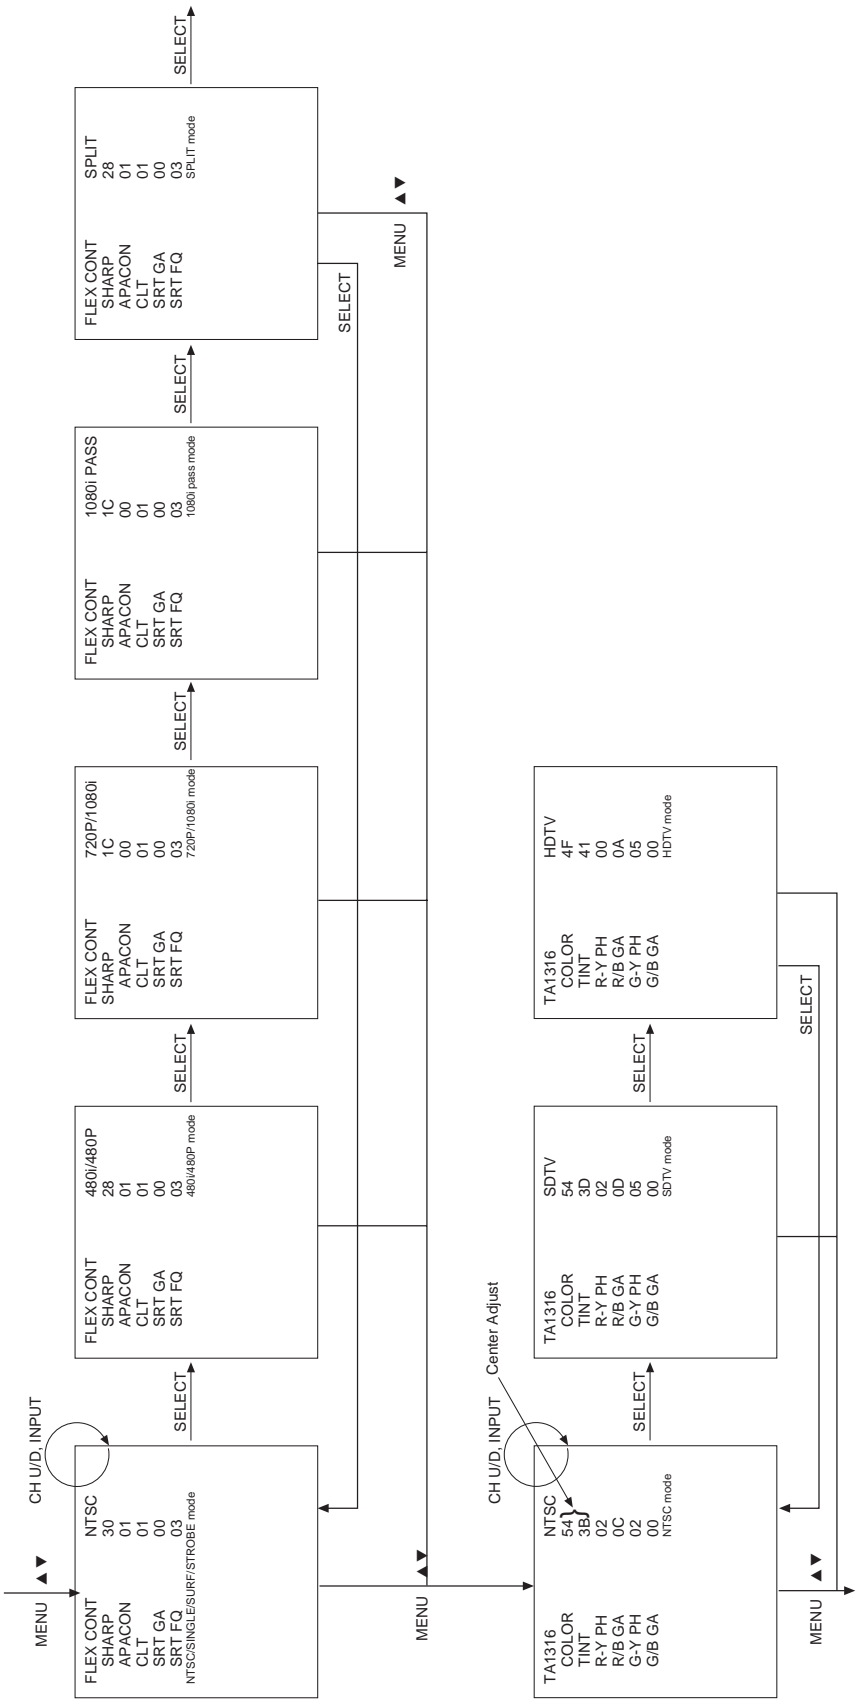 MENU ▲▼
CH U/D, INPUT
FLEX CONT NTSC
SHARP 30
APACON 01
CLT 01
SRT GA 00
SRT FQ 03
NTSC/SINGLE/SURF/STROBE mode
SELECT
FLEX CONT 480i/480P
SHARP 28
APACON 01
CLT 01
SRT GA 00
SRT FQ 03
480i/480P mode
SELECT
FLEX CONT 720P/1080i
SHARP 1C
APACON 00
CLT 01
SRT GA 00
SRT FQ 03
720P/1080i mode
SELECT
FLEX CONT 1080i PASS
SHARP 1C
APACON 00
CLT 01
SRT GA 00
SRT FQ 03
1080i pass mode
SELECT
FLEX CONT SPLIT
SHARP 28
APACON 01
CLT 01
SRT GA 00
SRT FQ 03
SPLIT mode
SELECT
SELECT
MENU ▲▼
MENU ▲▼
CH U/D, INPUT
Center Adjust
TA1316 NTSC
COLOR 54
TINT 3B
R-Y PH 02
R/B GA 0C
G-Y PH 02
G/B GA 00
NTSC mode
SELECT
TA1316 SDTV
COLOR 54
TINT 3D
R-Y PH 02
R/B GA 0D
G-Y PH 05
G/B GA 00
SDTV mode
SELECT
TA1316 HDTV
COLOR 4F
TINT 41
R-Y PH 00
R/B GA 0A
G-Y PH 05
G/B GA 00
HDTV mode
SELECT
MENU ▲▼